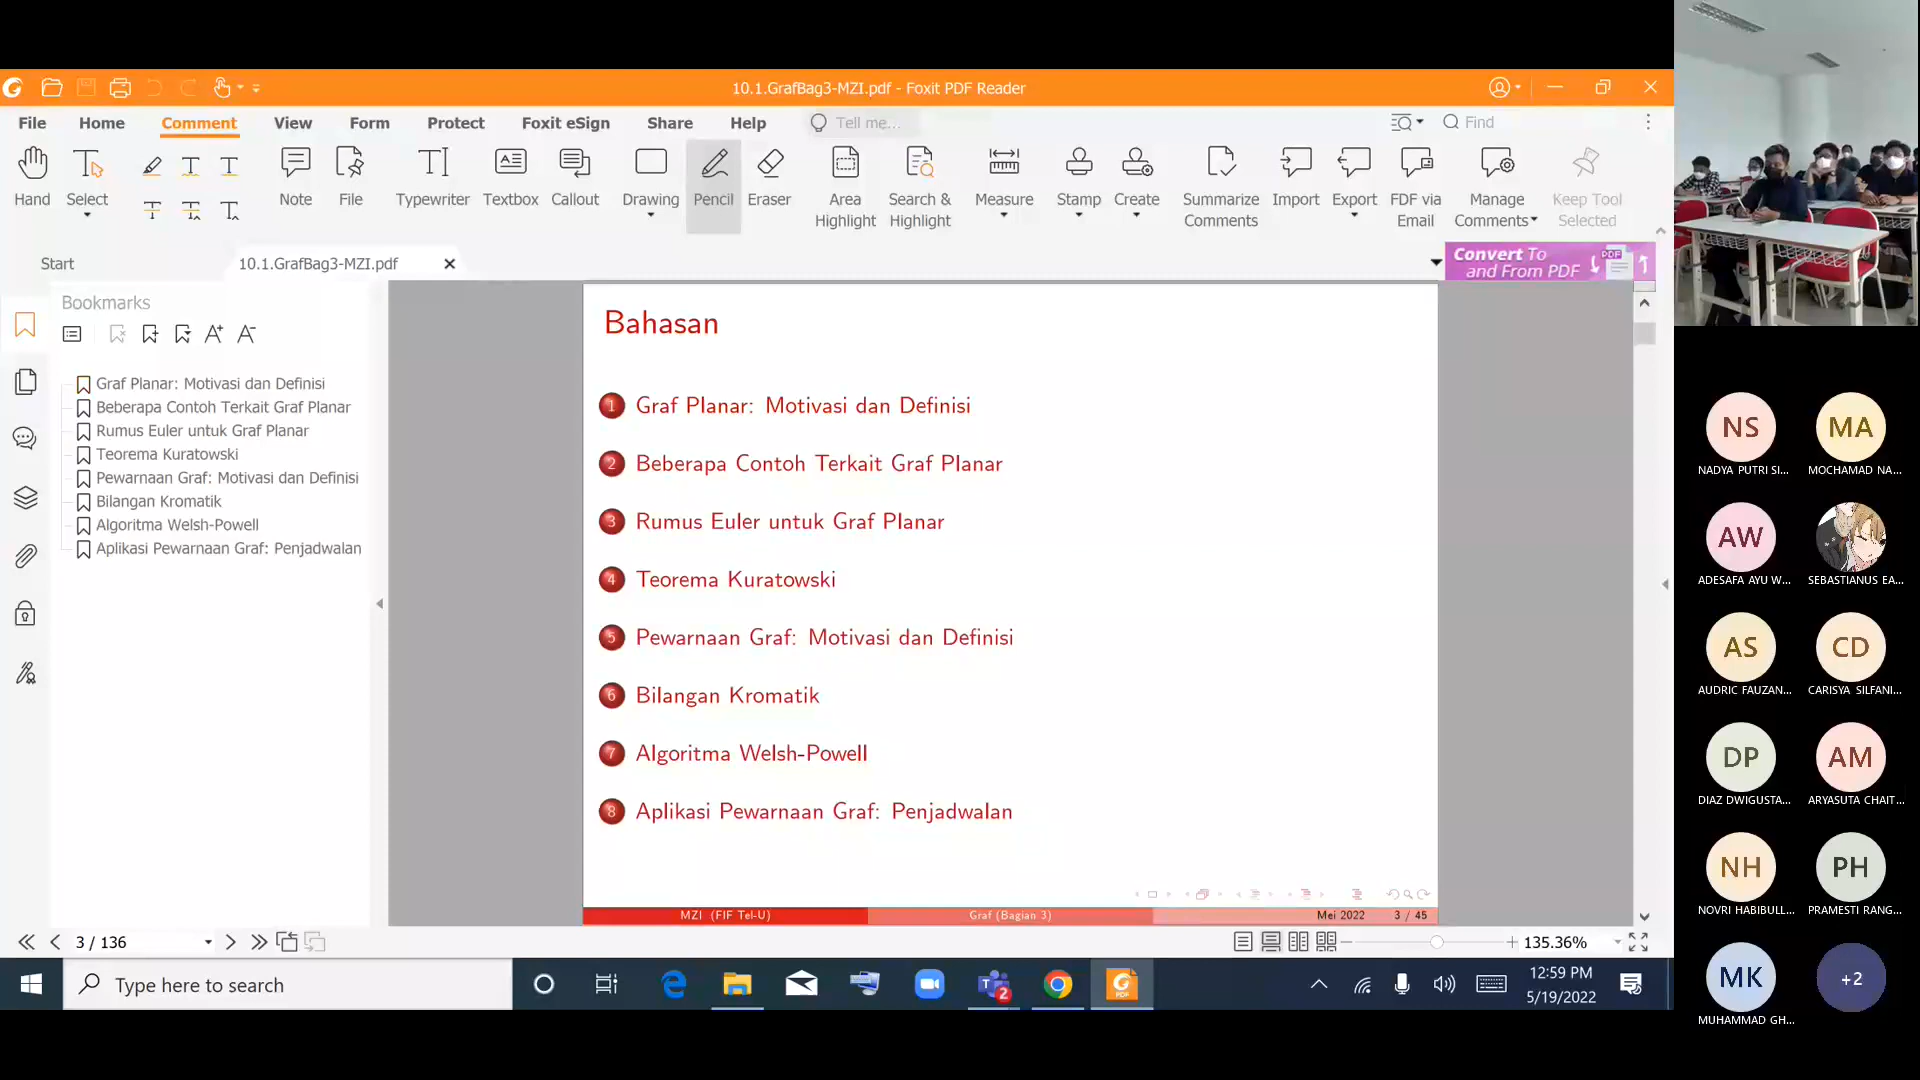 10.1.GrafBag3-MZI.pdf - Foxit PDF Reader
File Home Comment View Form Protect Foxit eSign Share Help Tell me... Find
Hand Select Note File Typewriter Textbox Callout Drawing Pencil Eraser Area Highlight Search & Highlight Measure Stamp Create Summarize Comments Import Export FDF via Email Manage Comments Keep Tool Selected
Start 10.1.GrafBag3-MZI.pdf
Convert To
and From PDF
PDF
Bookmarks
Graf Planar: Motivasi dan Definisi
Beberapa Contoh Terkait Graf Planar
Rumus Euler untuk Graf Planar
Teorema Kuratowski
Pewarnaan Graf: Motivasi dan Definisi
Bilangan Kromatik
Algoritma Welsh-Powell
Aplikasi Pewarnaan Graf: Penjadwalan
Bahasan
1 Graf Planar: Motivasi dan Definisi
2 Beberapa Contoh Terkait Graf Planar
3 Rumus Euler untuk Graf Planar
4 Teorema Kuratowski
5 Pewarnaan Graf: Motivasi dan Definisi
6 Bilangan Kromatik
7 Algoritma Welsh-Powell
8 Aplikasi Pewarnaan Graf: Penjadwalan
MZI (FIF Tel-U) Graf (Bagian 3) Mei 2022 3 / 45
3 / 136 135.36%
Type here to search
2
PDF
12:59 PM
5/19/2022
NS MA
NADYA PUTRI SI... MOCHAMAD NA...
AW
ADESAFA AYU W... SEBASTIANUS EA...
AS CD
AUDRIC FAUZAN... CARISYA SILFANI...
DP AM
DIAZ DWIGUSTA... ARYASUTA CHAIT...
NH PH
NOVRI HABIBULL... PRAMESTI RANG...
MK +2
MUHAMMAD GH...